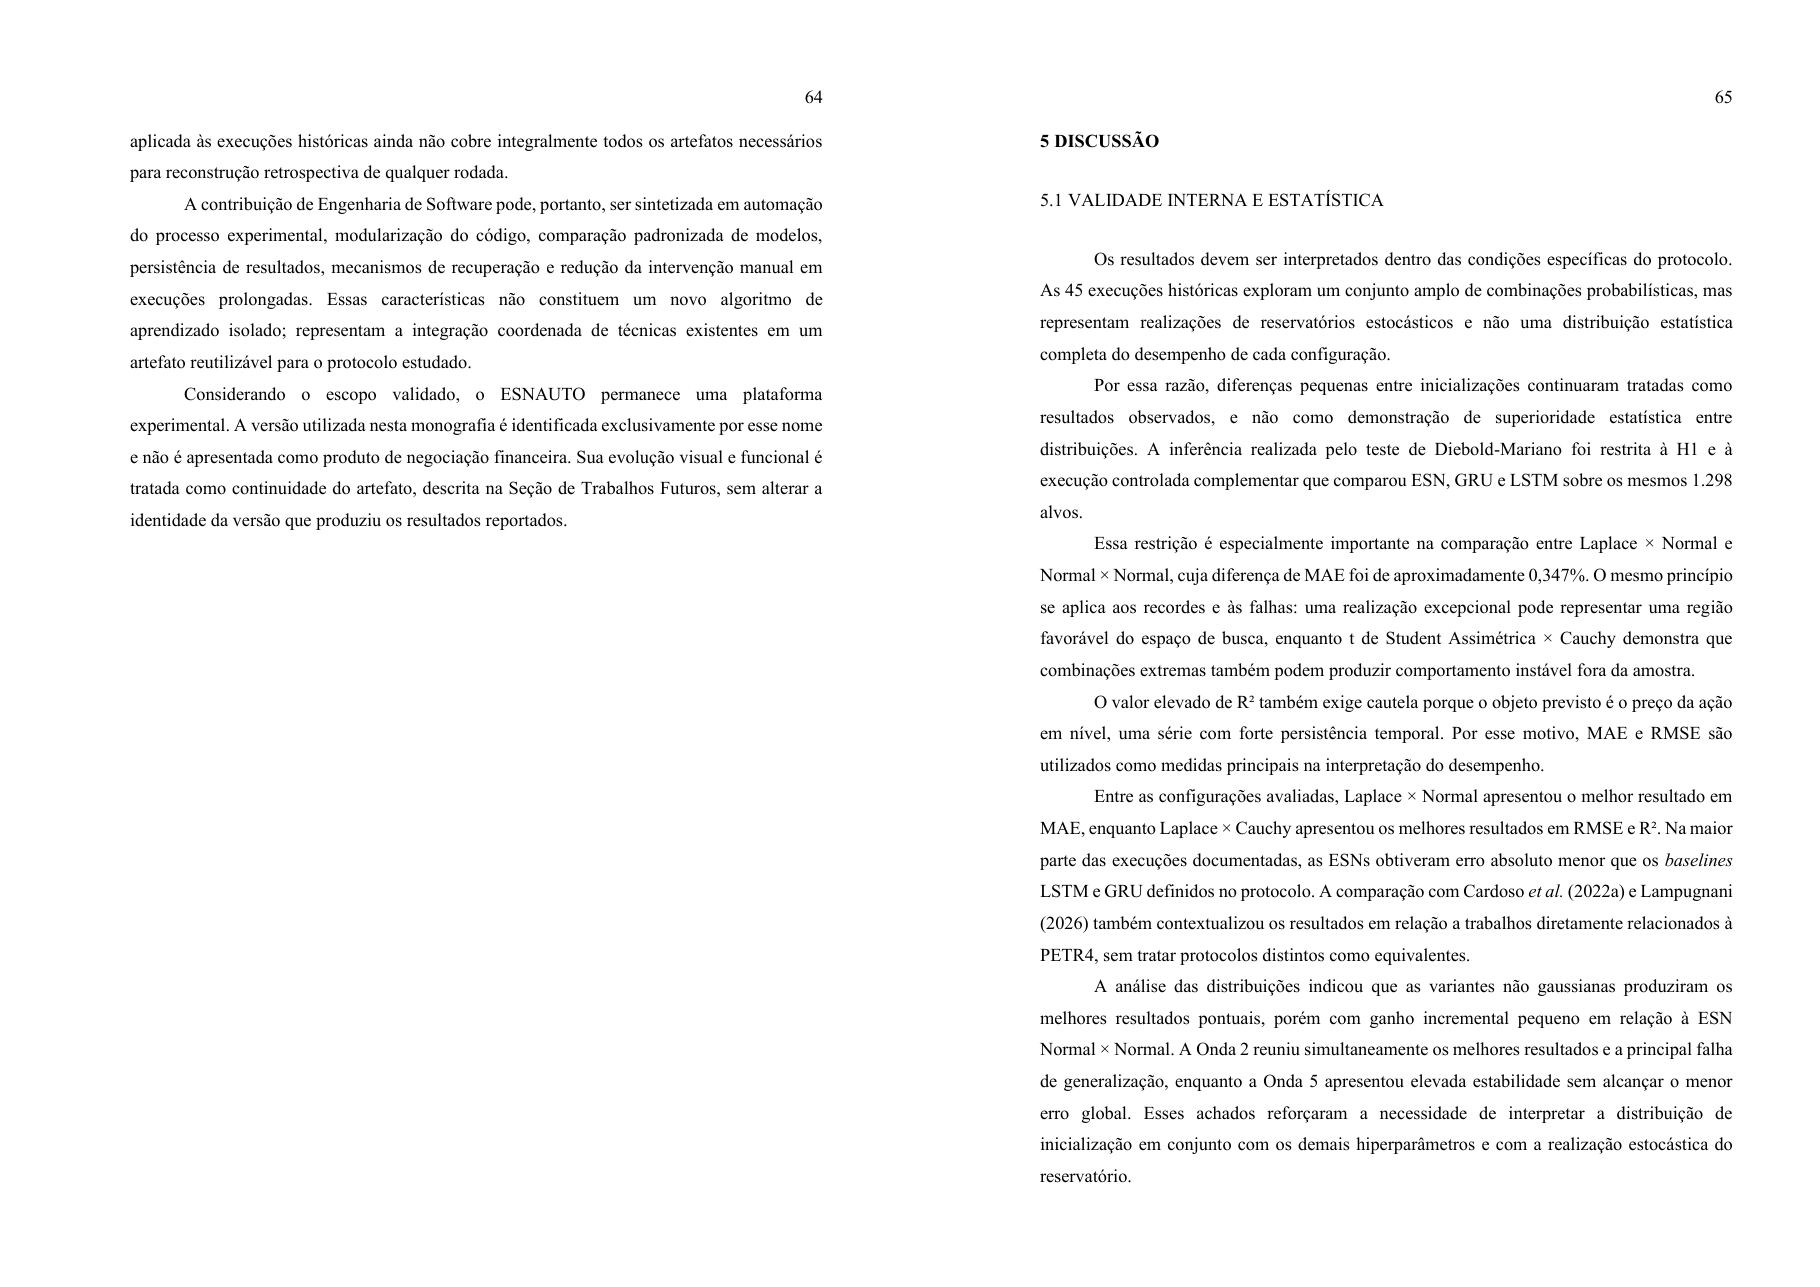 64
aplicada às execuções históricas ainda não cobre integralmente todos os artefatos necessários
para reconstrução retrospectiva de qualquer rodada.
A contribuição de Engenharia de Software pode, portanto, ser sintetizada em automação
do processo experimental, modularização do código, comparação padronizada de modelos,
persistência de resultados, mecanismos de recuperação e redução da intervenção manual em
execuções prolongadas. Essas características não constituem um novo algoritmo de
aprendizado isolado; representam a integração coordenada de técnicas existentes em um
artefato reutilizável para o protocolo estudado.
Considerando o escopo validado, o ESNAUTO permanece uma plataforma
experimental. A versão utilizada nesta monografia é identificada exclusivamente por esse nome
e não é apresentada como produto de negociação financeira. Sua evolução visual e funcional é
tratada como continuidade do artefato, descrita na Seção de Trabalhos Futuros, sem alterar a
identidade da versão que produziu os resultados reportados.
65
5 DISCUSSÃO
5.1 VALIDADE INTERNA E ESTATÍSTICA
Os resultados devem ser interpretados dentro das condições específicas do protocolo.
As 45 execuções históricas exploram um conjunto amplo de combinações probabilísticas, mas
representam realizações de reservatórios estocásticos e não uma distribuição estatística
completa do desempenho de cada configuração.
Por essa razão, diferenças pequenas entre inicializações continuaram tratadas como
resultados observados, e não como demonstração de superioridade estatística entre
distribuições. A inferência realizada pelo teste de Diebold-Mariano foi restrita à H1 e à
execução controlada complementar que comparou ESN, GRU e LSTM sobre os mesmos 1.298
alvos.
Essa restrição é especialmente importante na comparação entre Laplace × Normal e
Normal × Normal, cuja diferença de MAE foi de aproximadamente 0,347%. O mesmo princípio
se aplica aos recordes e às falhas: uma realização excepcional pode representar uma região
favorável do espaço de busca, enquanto t de Student Assimétrica × Cauchy demonstra que
combinações extremas também podem produzir comportamento instável fora da amostra.
O valor elevado de R² também exige cautela porque o objeto previsto é o preço da ação
em nível, uma série com forte persistência temporal. Por esse motivo, MAE e RMSE são
utilizados como medidas principais na interpretação do desempenho.
Entre as configurações avaliadas, Laplace × Normal apresentou o melhor resultado em
MAE, enquanto Laplace × Cauchy apresentou os melhores resultados em RMSE e R². Na maior
parte das execuções documentadas, as ESNs obtiveram erro absoluto menor que os baselines
LSTM e GRU definidos no protocolo. A comparação com Cardoso et al. (2022a) e Lampugnani
(2026) também contextualizou os resultados em relação a trabalhos diretamente relacionados à
PETR4, sem tratar protocolos distintos como equivalentes.
A análise das distribuições indicou que as variantes não gaussianas produziram os
melhores resultados pontuais, porém com ganho incremental pequeno em relação à ESN
Normal × Normal. A Onda 2 reuniu simultaneamente os melhores resultados e a principal falha
de generalização, enquanto a Onda 5 apresentou elevada estabilidade sem alcançar o menor
erro global. Esses achados reforçaram a necessidade de interpretar a distribuição de
inicialização em conjunto com os demais hiperparâmetros e com a realização estocástica do
reservatório.